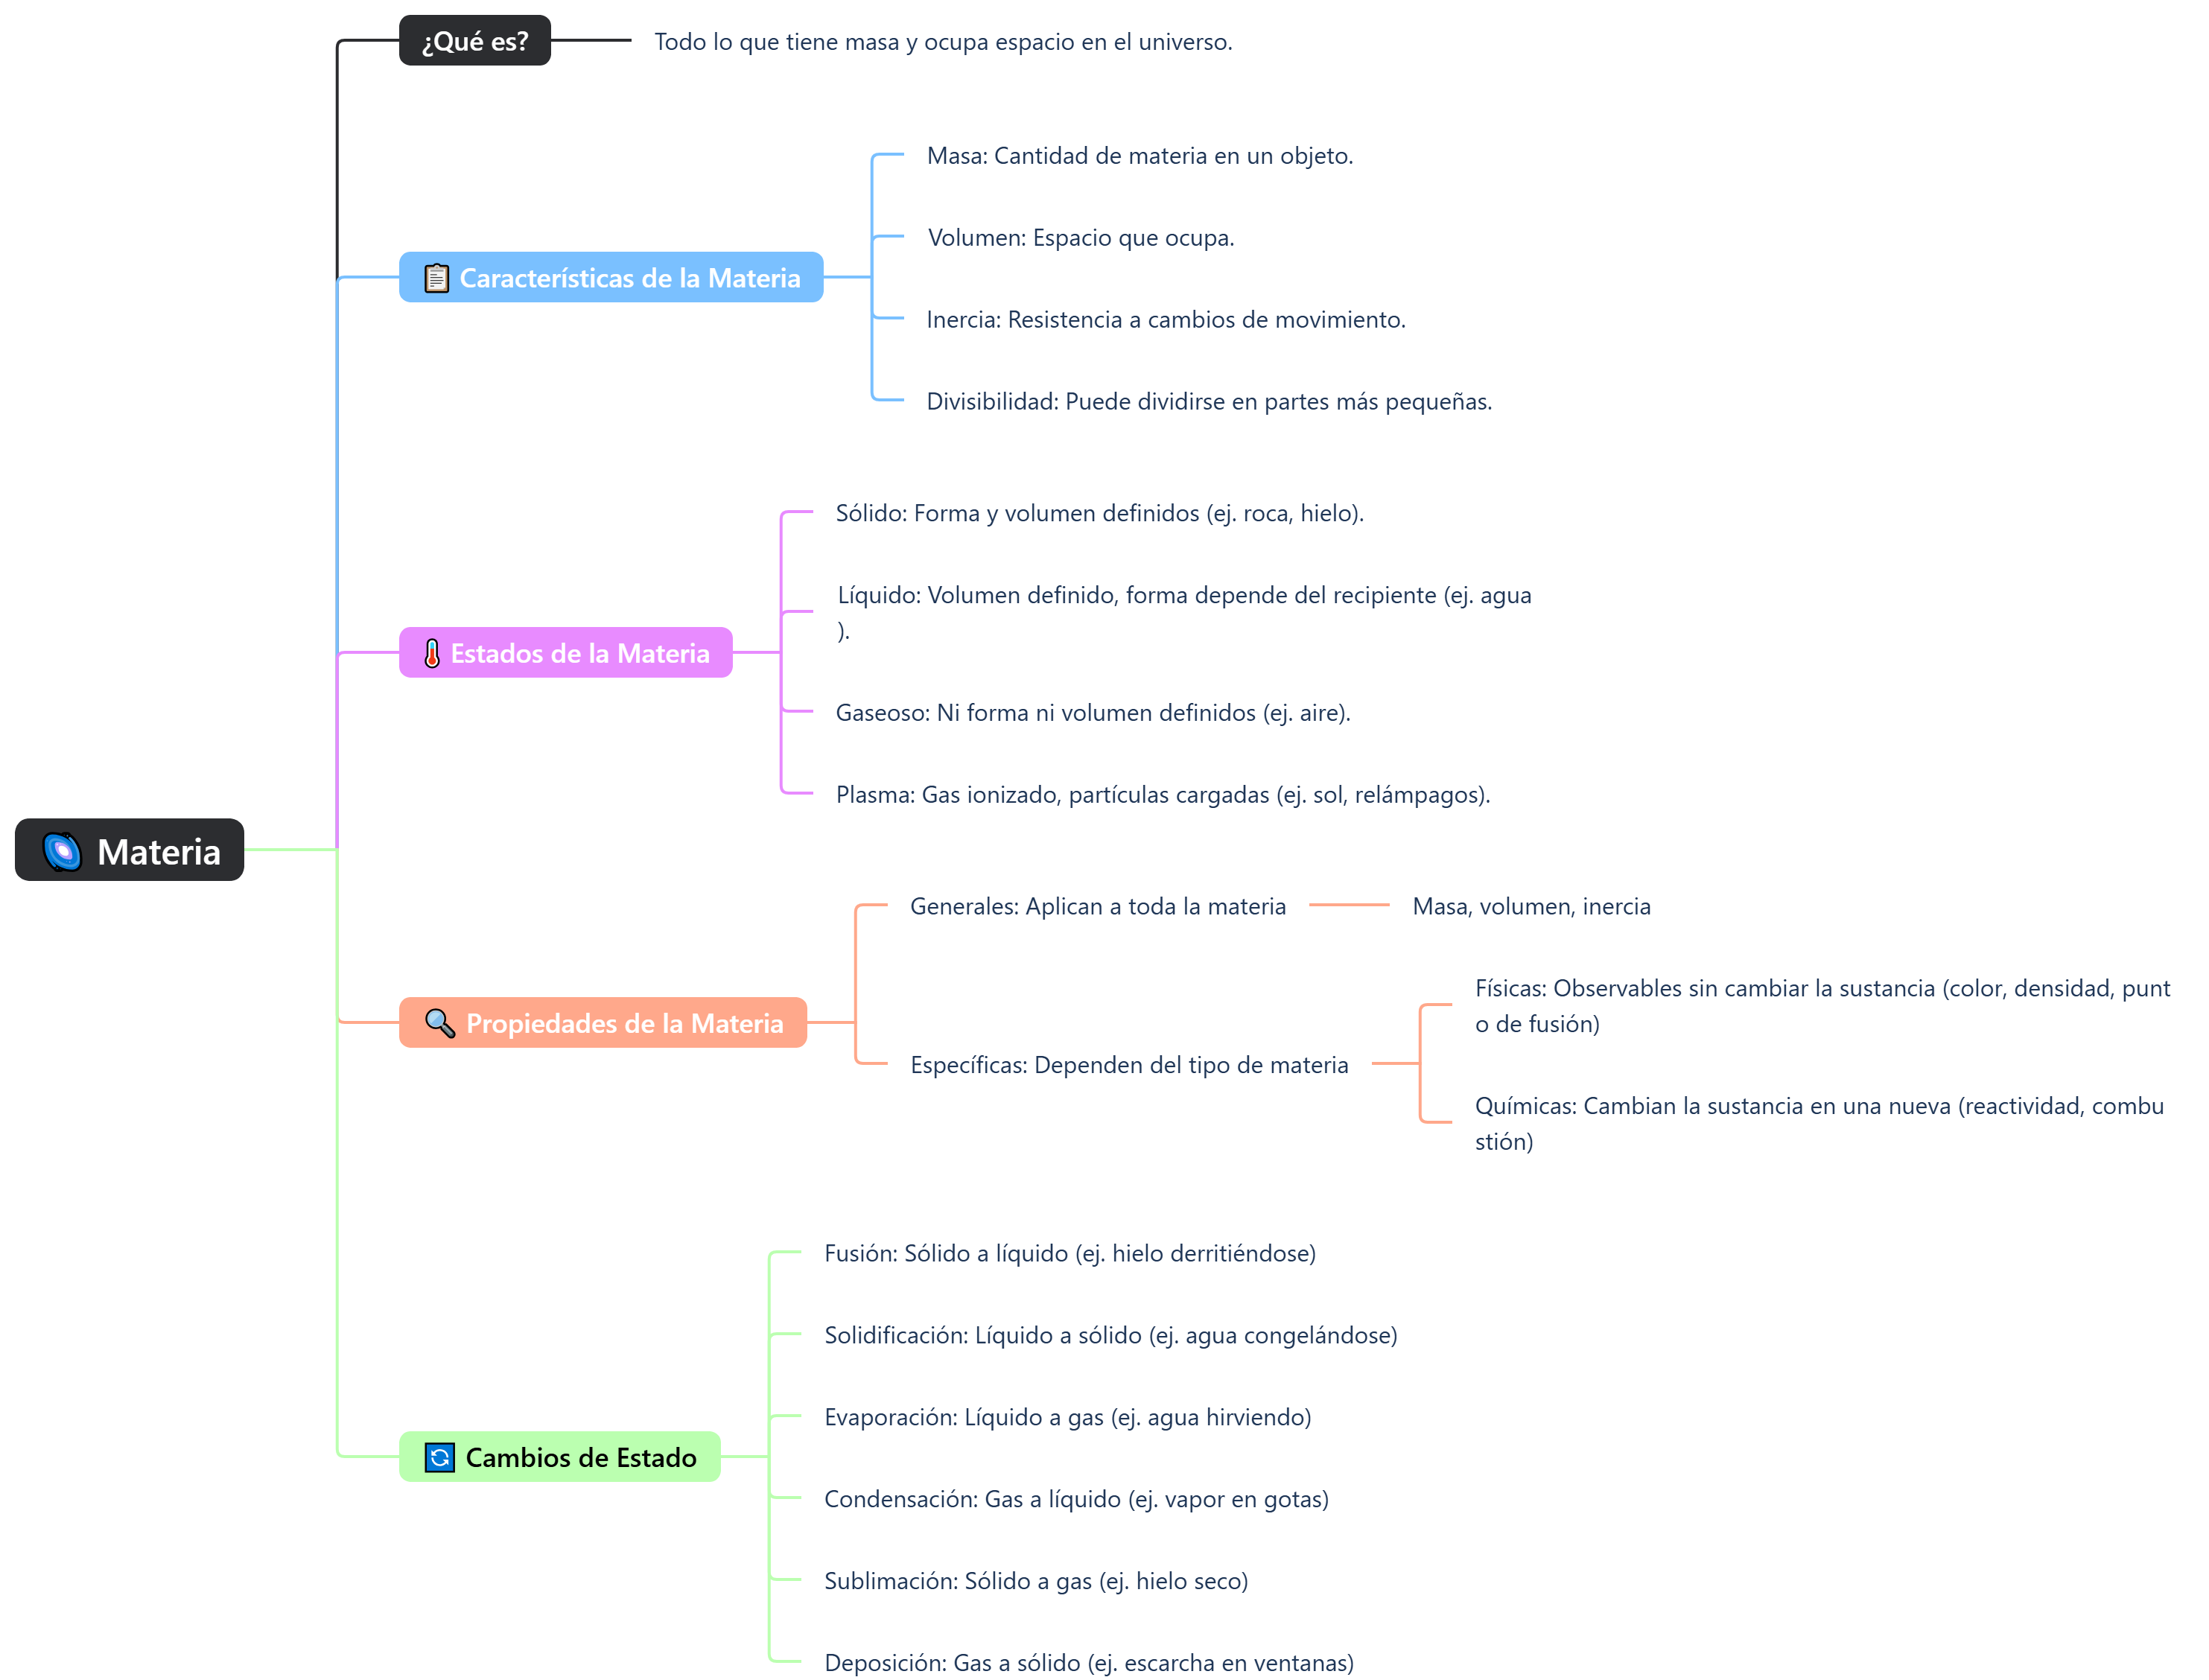 ¿Qué es?
Todo lo que tiene masa y ocupa espacio en el universo.
Masa: Cantidad de materia en un objeto.
Volumen: Espacio que ocupa.
Características de la Materia
Inercia: Resistencia a cambios de movimiento.
Divisibilidad: Puede dividirse en partes más pequeñas.
Sólido: Forma y volumen definidos (ej. roca, hielo).
Líquido: Volumen definido, forma depende del recipiente (ej. agua
).
Estados de la Materia
Gaseoso: Ni forma ni volumen definidos (ej. aire).
Plasma: Gas ionizado, partículas cargadas (ej. sol, relámpagos).
Materia
Generales: Aplican a toda la materia
Masa, volumen, inercia
Propiedades de la Materia
Específicas: Dependen del tipo de materia
Físicas: Observables sin cambiar la sustancia (color, densidad, punt
o de fusión)
Químicas: Cambian la sustancia en una nueva (reactividad, combu
stión)
Fusión: Sólido a líquido (ej. hielo derritiéndose)
Solidificación: Líquido a sólido (ej. agua congelándose)
Evaporación: Líquido a gas (ej. agua hirviendo)
Cambios de Estado
Condensación: Gas a líquido (ej. vapor en gotas)
Sublimación: Sólido a gas (ej. hielo seco)
Deposición: Gas a sólido (ej. escarcha en ventanas)